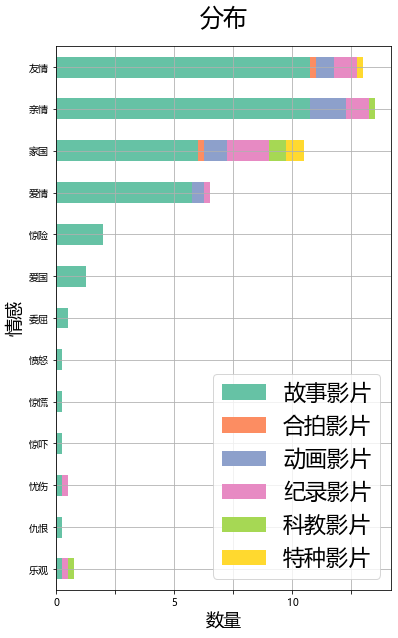 分布
友情
亲情
家国
爱情
惊险
爱国
委屈
愤怒
惊慌
惊吓
忧伤
仇恨
乐观
情感
故事影片
合拍影片
动画影片
纪录影片
科教影片
特种影片
0 5 10
数量